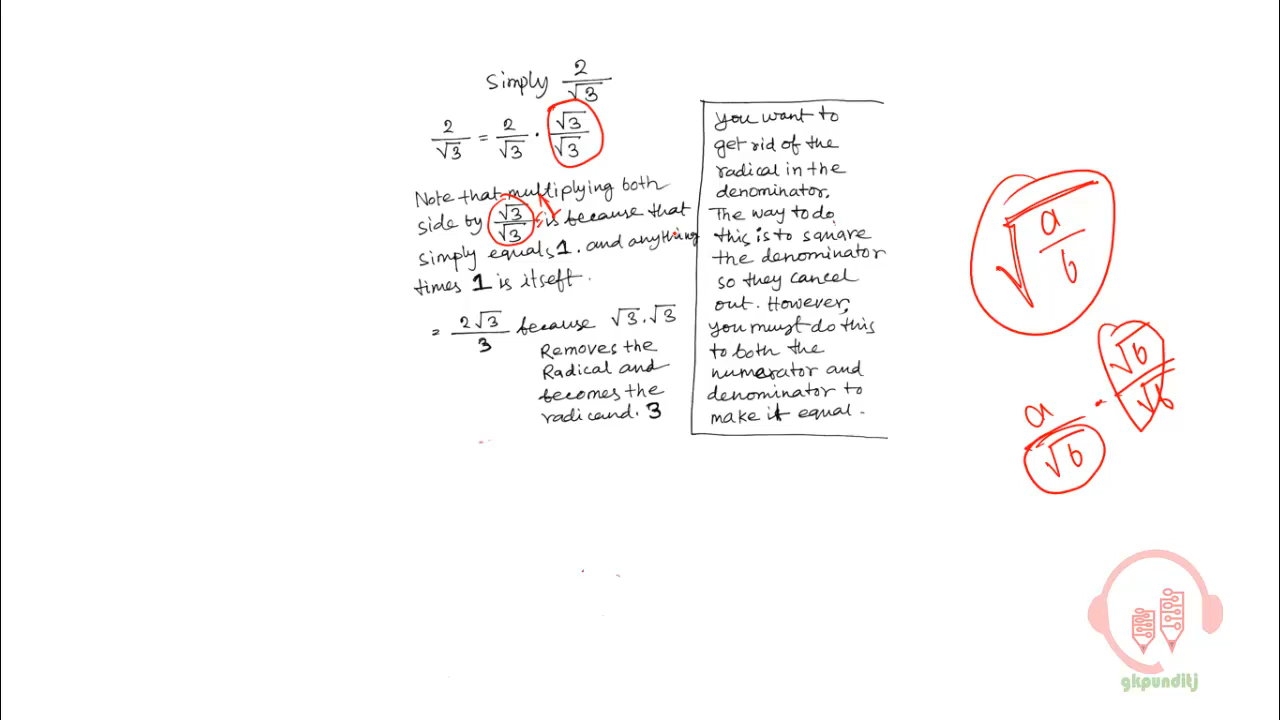 Simply 2/√3
2/√3 = 2/√3 · √3/√3
Note that multiplying both
side by √3/√3 is because that
simply equals 1. and anything
times 1 is itself.
= 2√3/3 because √3.√3
Removes the
Radical and
becomes the
radicand. 3
you want to
get rid of the
radical in the
denominator.
The way to do
this is to square
the denominator
so they cancel
out. However,
you must do this
to both the
numerator and
denominator to
make it equal.
√a/b
a/√b · √b/√b
gkpunditj